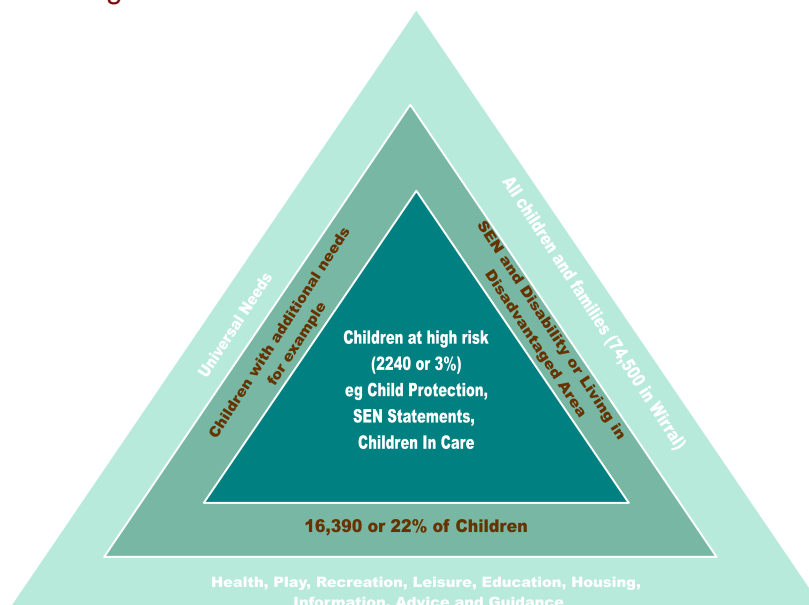 Universal Needs
All children and families (74,500 in Wirral)
Children with additional needs
for example
SEN and Disability or Living in
Disadvantaged Area
Children at high risk
(2240 or 3%)
eg Child Protection,
SEN Statements,
Children In Care
16,390 or 22% of Children
Health, Play, Recreation, Leisure, Education, Housing,
Information, Advice and Guidance